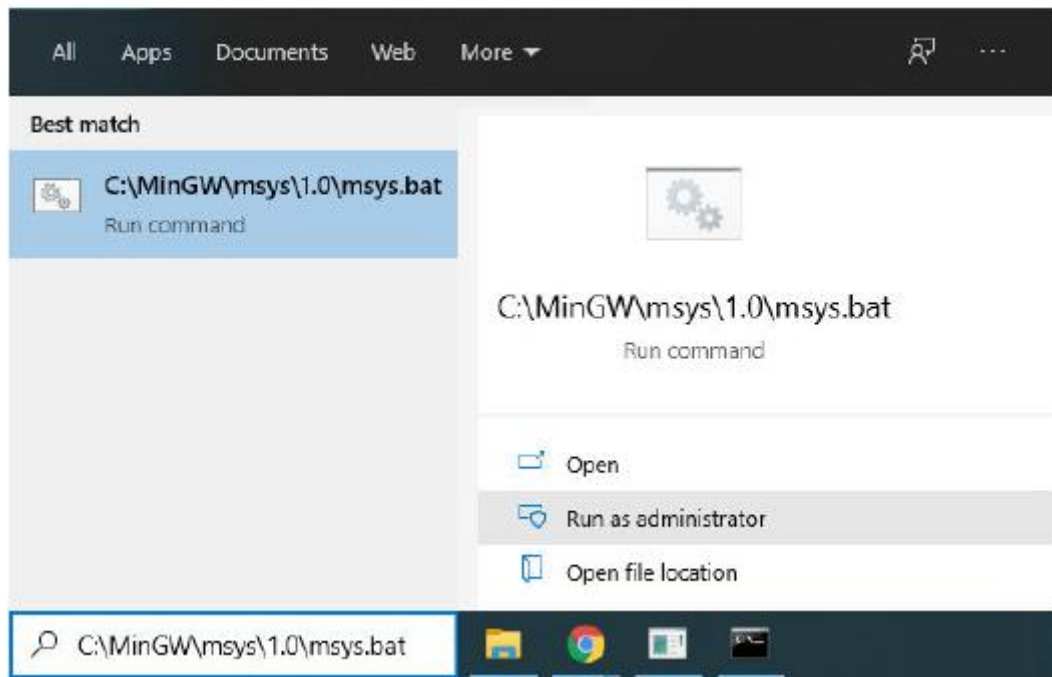 All Apps Documents Web More
Best match
C:\MinGW\msys\1.0\msys.bat
Run command
C:\MinGW\msys\1.0\msys.bat
Run command
Open
Run as administrator
Open file location
C:\MinGW\msys\1.0\msys.bat